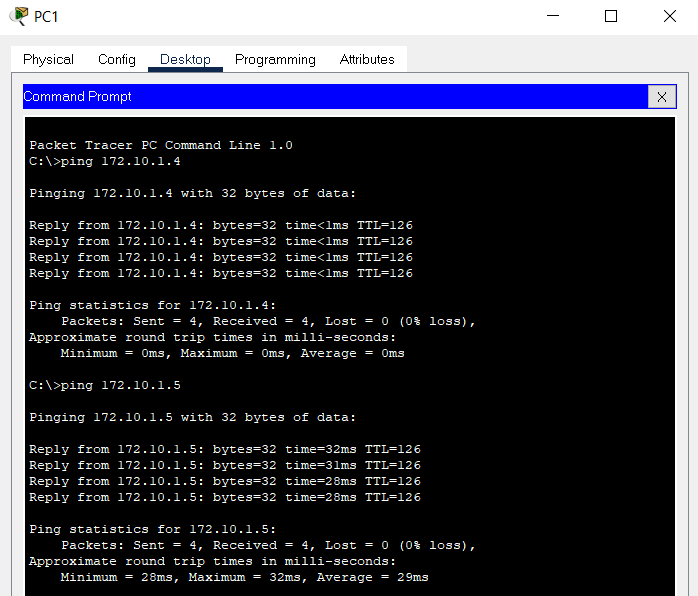 PC1
Physical Config Desktop Programming Attributes
Command Prompt X
Packet Tracer PC Command Line 1.0
C:\>ping 172.10.1.4
Pinging 172.10.1.4 with 32 bytes of data:
Reply from 172.10.1.4: bytes=32 time<1ms TTL=126
Reply from 172.10.1.4: bytes=32 time<1ms TTL=126
Reply from 172.10.1.4: bytes=32 time<1ms TTL=126
Reply from 172.10.1.4: bytes=32 time<1ms TTL=126
Ping statistics for 172.10.1.4:
    Packets: Sent = 4, Received = 4, Lost = 0 (0% loss),
Approximate round trip times in milli-seconds:
    Minimum = 0ms, Maximum = 0ms, Average = 0ms
C:\>ping 172.10.1.5
Pinging 172.10.1.5 with 32 bytes of data:
Reply from 172.10.1.5: bytes=32 time=32ms TTL=126
Reply from 172.10.1.5: bytes=32 time=31ms TTL=126
Reply from 172.10.1.5: bytes=32 time=28ms TTL=126
Reply from 172.10.1.5: bytes=32 time=28ms TTL=126
Ping statistics for 172.10.1.5:
    Packets: Sent = 4, Received = 4, Lost = 0 (0% loss),
Approximate round trip times in milli-seconds:
    Minimum = 28ms, Maximum = 32ms, Average = 29ms